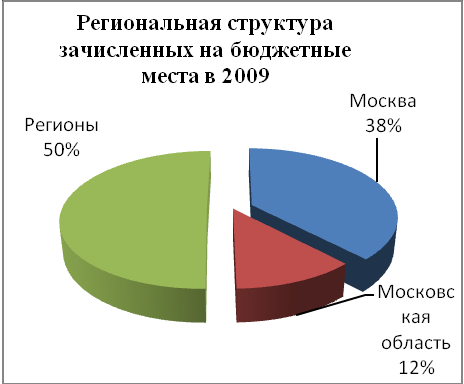 Региональная структура
зачисленных на бюджетные
места в 2009
Москва
38%
Регионы
50%
Московс
кая
область
12%